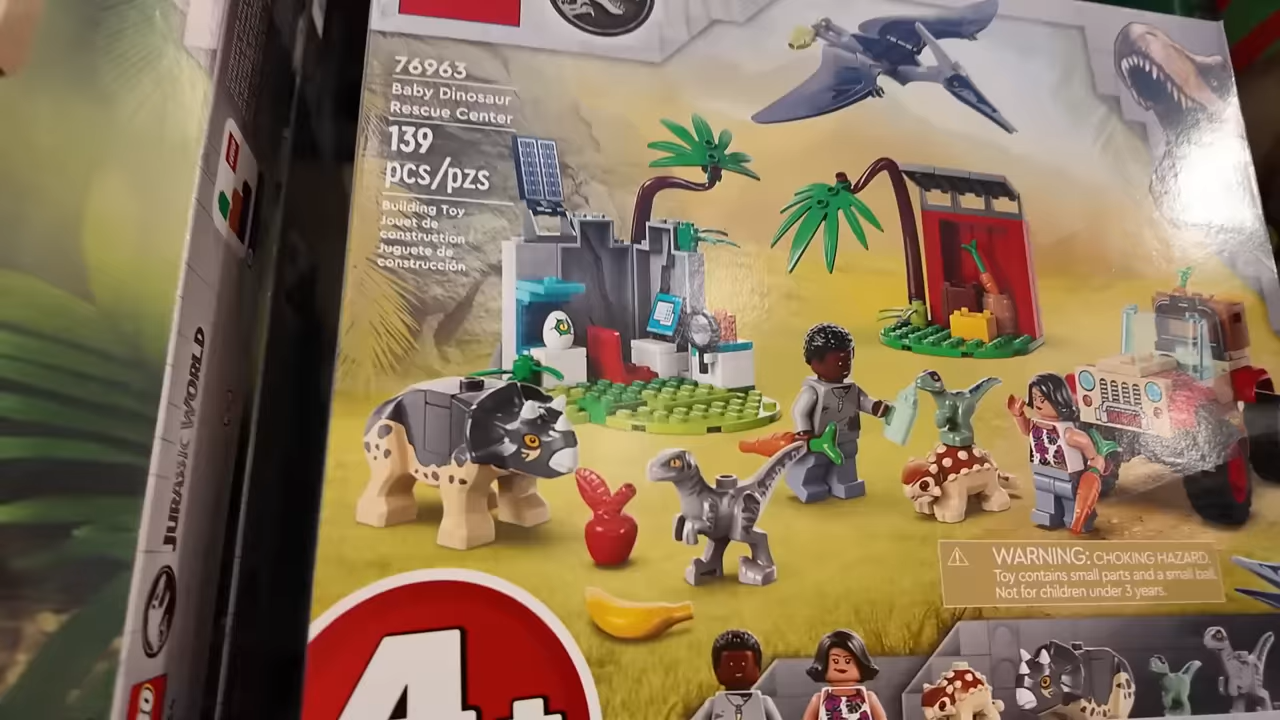 76963
Baby Dinosaur
Rescue Center
139
pcs/pzs
Building Toy
Jouet de
construction
Juguete de
construcción
WARNING: CHOKING HAZARD.
Toy contains small parts and a small ball.
Not for children under 3 years.
4+
JURASSIC WORLD